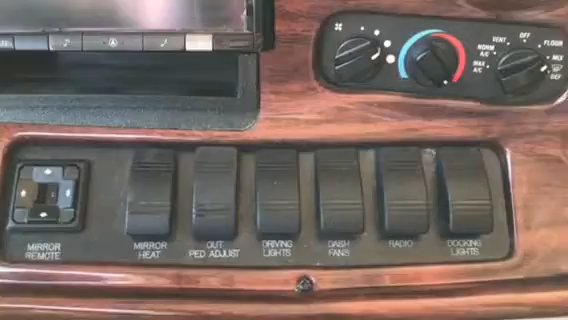 VENT
OFF
FLOOR
NORM
A/C
MIX
MAX
A/C
DEF
MIRROR
REMOTE
MIRROR
HEAT
OUT
PED ADJUST
DRIVING
LIGHTS
DASH
FANS
RADIO
DOCKING
LIGHTS